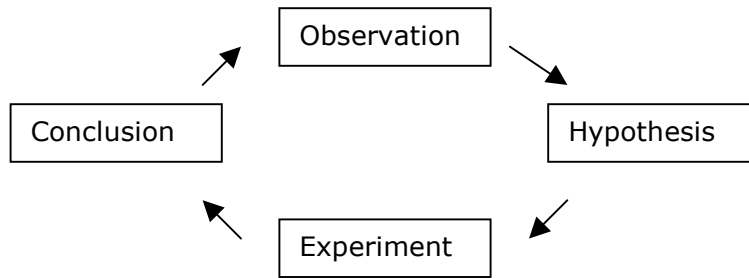 Observation
Conclusion
Hypothesis
Experiment